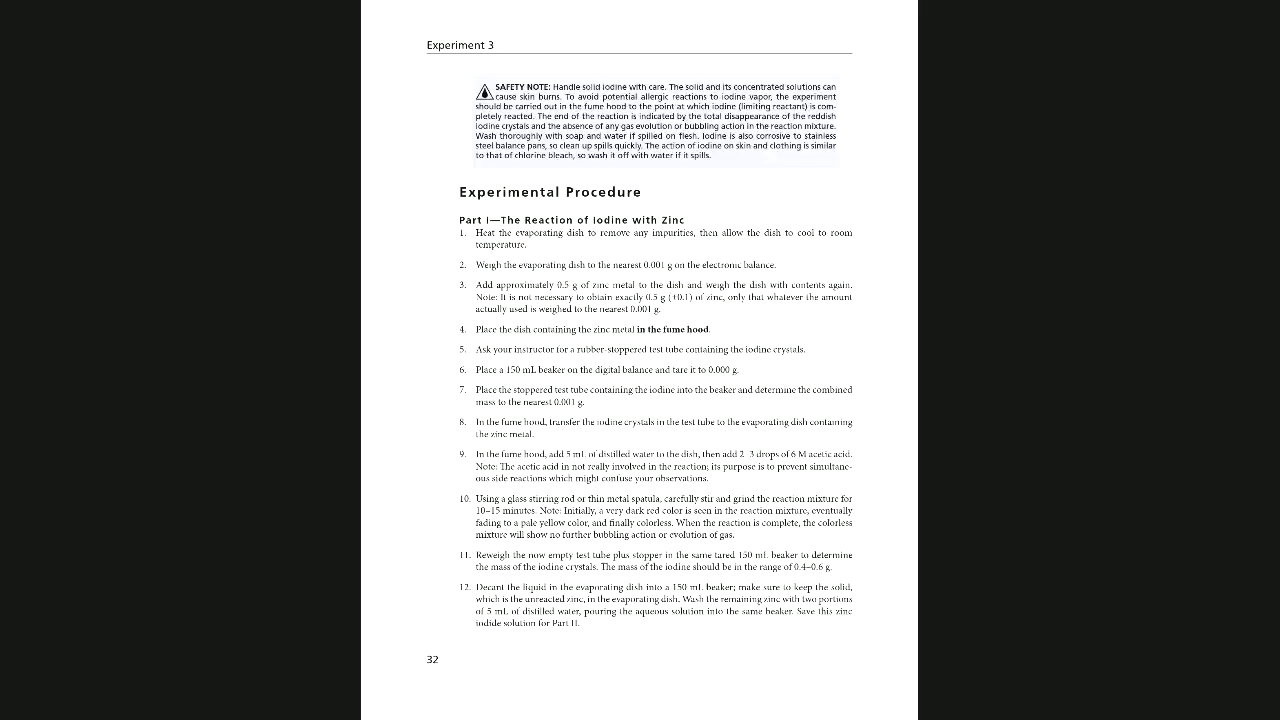 Experiment 3
SAFETY NOTE: Handle solid iodine with care. The solid and its concentrated solutions can
cause skin burns. To avoid potential allergic reactions to iodine vapor, the experiment
should be carried out in the fume hood to the point at which iodine (limiting reactant) is com-
pletely reacted. The end of the reaction is indicated by the total disappearance of the reddish
iodine crystals and the absence of any gas evolution or bubbling action in the reaction mixture.
Wash thoroughly with soap and water if spilled on flesh. Iodine is also corrosive to stainless
steel balance pans, so clean up spills quickly. The action of iodine on skin and clothing is similar
to that of chlorine bleach, so wash it off with water if it spills.
Experimental Procedure
Part I—The Reaction of Iodine with Zinc
1. Heat the evaporating dish to remove any impurities, then allow the dish to cool to room
temperature.
2. Weigh the evaporating dish to the nearest 0.001 g on the electronic balance.
3. Add approximately 0.5 g of zinc metal to the dish and weigh the dish with contents again.
Note: It is not necessary to obtain exactly 0.5 g (±0.1) of zinc, only that whatever the amount
actually used is weighed to the nearest 0.001 g.
4. Place the dish containing the zinc metal in the fume hood.
5. Ask your instructor for a rubber-stoppered test tube containing the iodine crystals.
6. Place a 150 mL beaker on the digital balance and tare it to 0.000 g.
7. Place the stoppered test tube containing the iodine into the beaker and determine the combined
mass to the nearest 0.001 g.
8. In the fume hood, transfer the iodine crystals in the test tube to the evaporating dish containing
the zinc metal.
9. In the fume hood, add 5 mL of distilled water to the dish, then add 2–3 drops of 6 M acetic acid.
Note: The acetic acid in not really involved in the reaction; its purpose is to prevent simultane-
ous side reactions which might confuse your observations.
10. Using a glass stirring rod or thin metal spatula, carefully stir and grind the reaction mixture for
10–15 minutes. Note: Initially, a very dark red color is seen in the reaction mixture, eventually
fading to a pale yellow color, and finally colorless. When the reaction is complete, the colorless
mixture will show no further bubbling action or evolution of gas.
11. Reweigh the now empty test tube plus stopper in the same tared 150 mL beaker to determine
the mass of the iodine crystals. The mass of the iodine should be in the range of 0.4–0.6 g.
12. Decant the liquid in the evaporating dish into a 150 mL beaker; make sure to keep the solid,
which is the unreacted zinc, in the evaporating dish. Wash the remaining zinc with two portions
of 5 mL of distilled water, pouring the aqueous solution into the same beaker. Save this zinc
iodide solution for Part II.
32